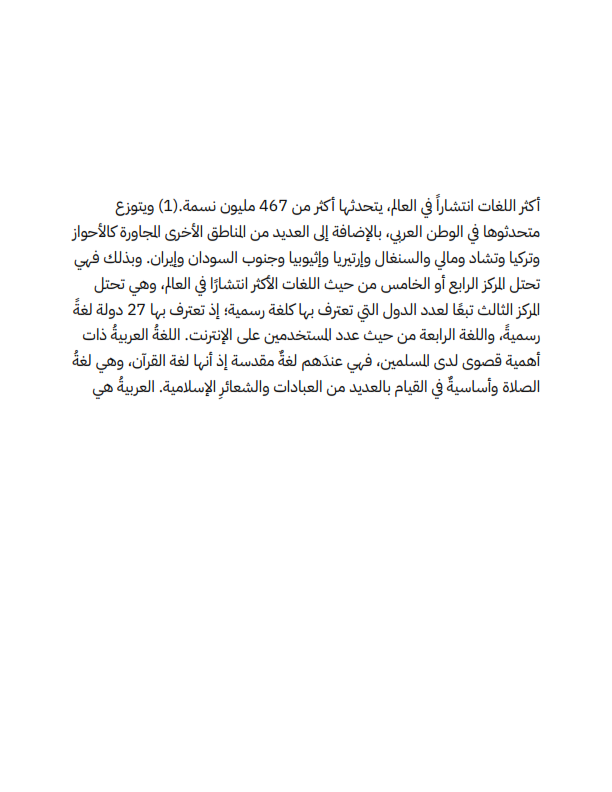 أكثر اللغات انتشاراً في العالم، يتحدثها أكثر من 467 مليون نسمة.(1) ويتوزع
متحدثوها في الوطن العربي، بالإضافة إلى العديد من المناطق الأخرى المجاورة كالأحواز
وتركيا وتشاد ومالي والسنغال وإرتيريا وإثيوبيا وجنوب السودان وإيران. وبذلك فهي
تحتل المركز الرابع أو الخامس من حيث اللغات الأكثر انتشارًا في العالم، وهي تحتل
المركز الثالث تبعًا لعدد الدول التي تعترف بها كلغة رسمية؛ إذ تعترف بها 27 دولة لغةً
رسميةً، واللغة الرابعة من حيث عدد المستخدمين على الإنترنت. اللغةُ العربيةُ ذات
أهمية قصوى لدى المسلمين، فهي عندَهم لغةٌ مقدسة إذ أنها لغة القرآن، وهي لغةُ
الصلاة وأساسيةٌ في القيام بالعديد من العبادات والشعائرِ الإسلامية. العربيةُ هي